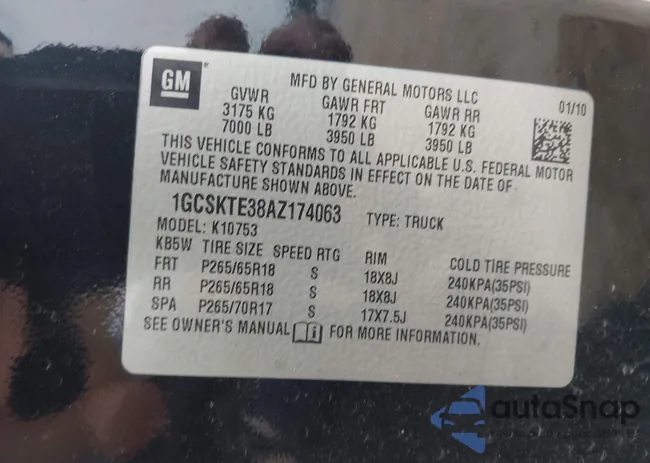 GM
MFD BY GENERAL MOTORS LLC
GVWR GAWR FRT GAWR RR 01/10
3175 KG 1792 KG 1792 KG
7000 LB 3950 LB 3950 LB
THIS VEHICLE CONFORMS TO ALL APPLICABLE U.S. FEDERAL MOTOR
VEHICLE SAFETY STANDARDS IN EFFECT ON THE DATE OF
MANUFACTURE SHOWN ABOVE.
1GCSKTE38AZ174063 TYPE: TRUCK
MODEL: K10753
KB5W TIRE SIZE SPEED RTG RIM COLD TIRE PRESSURE
FRT P265/65R18 S 18X8J 240KPA(35PSI)
RR P265/65R18 S 18X8J 240KPA(35PSI)
SPA P265/70R17 S 17X7.5J 240KPA(35PSI)
SEE OWNER'S MANUAL FOR MORE INFORMATION.
autoSnap